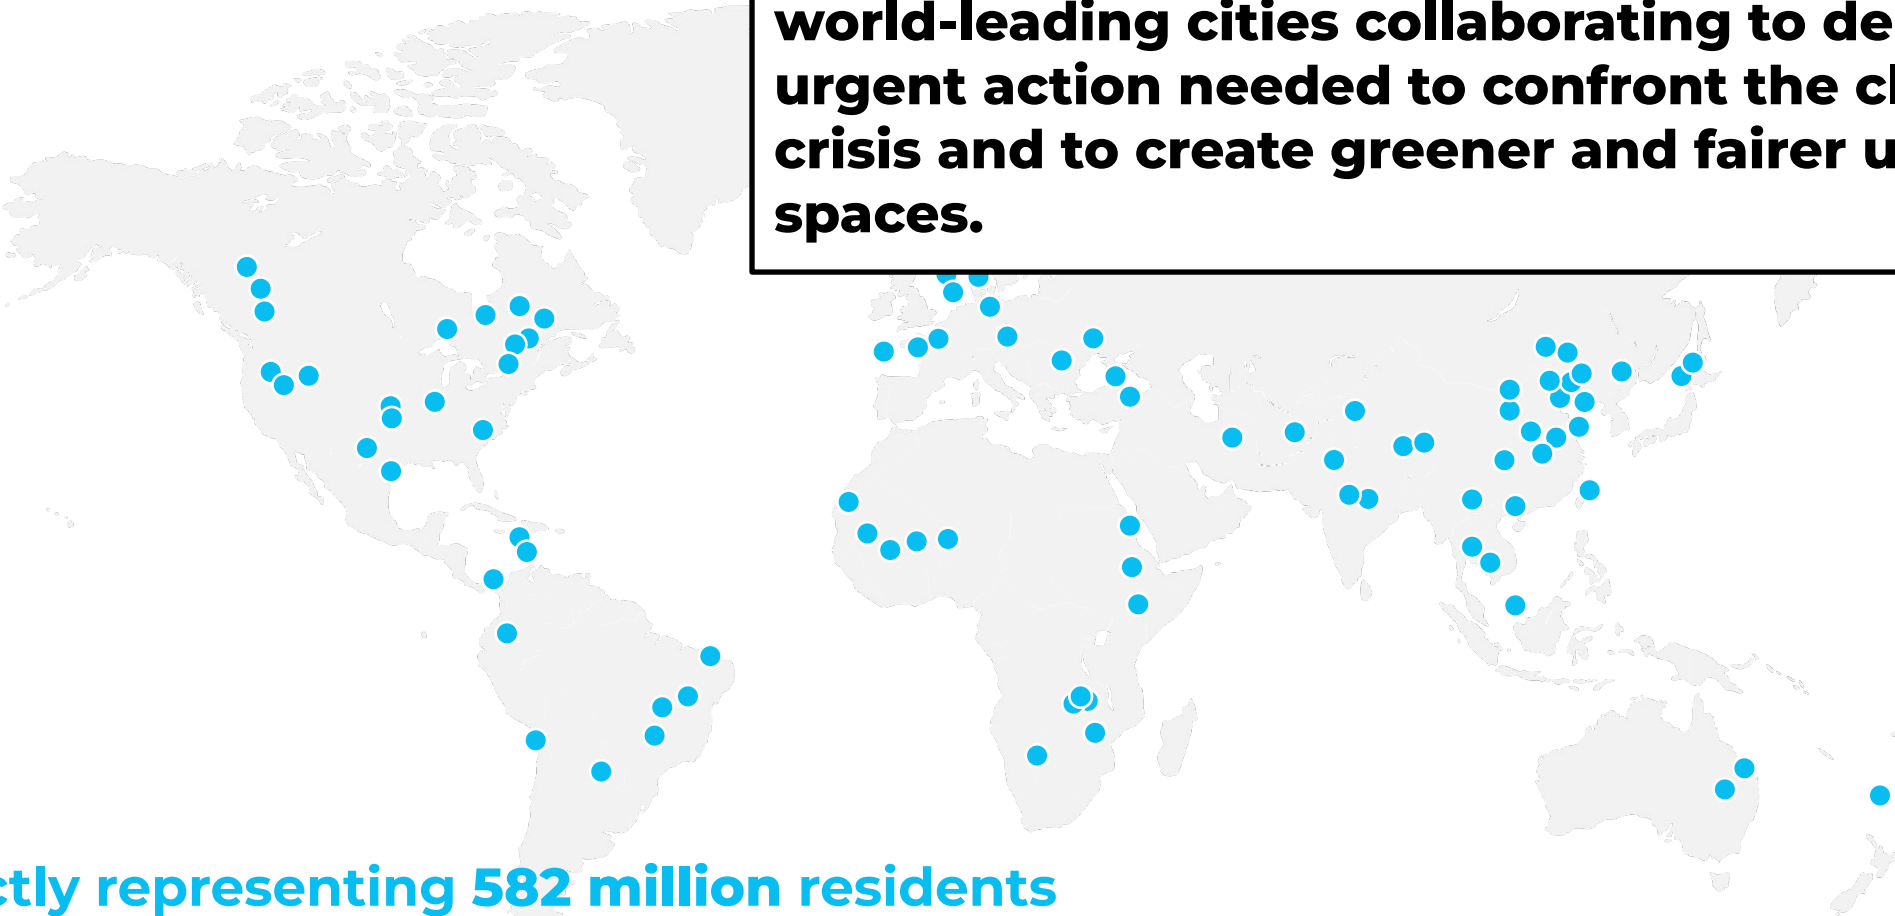 world-leading cities collaborating to de
urgent action needed to confront the cl
crisis and to create greener and fairer u
spaces.
ctly representing 582 million residents